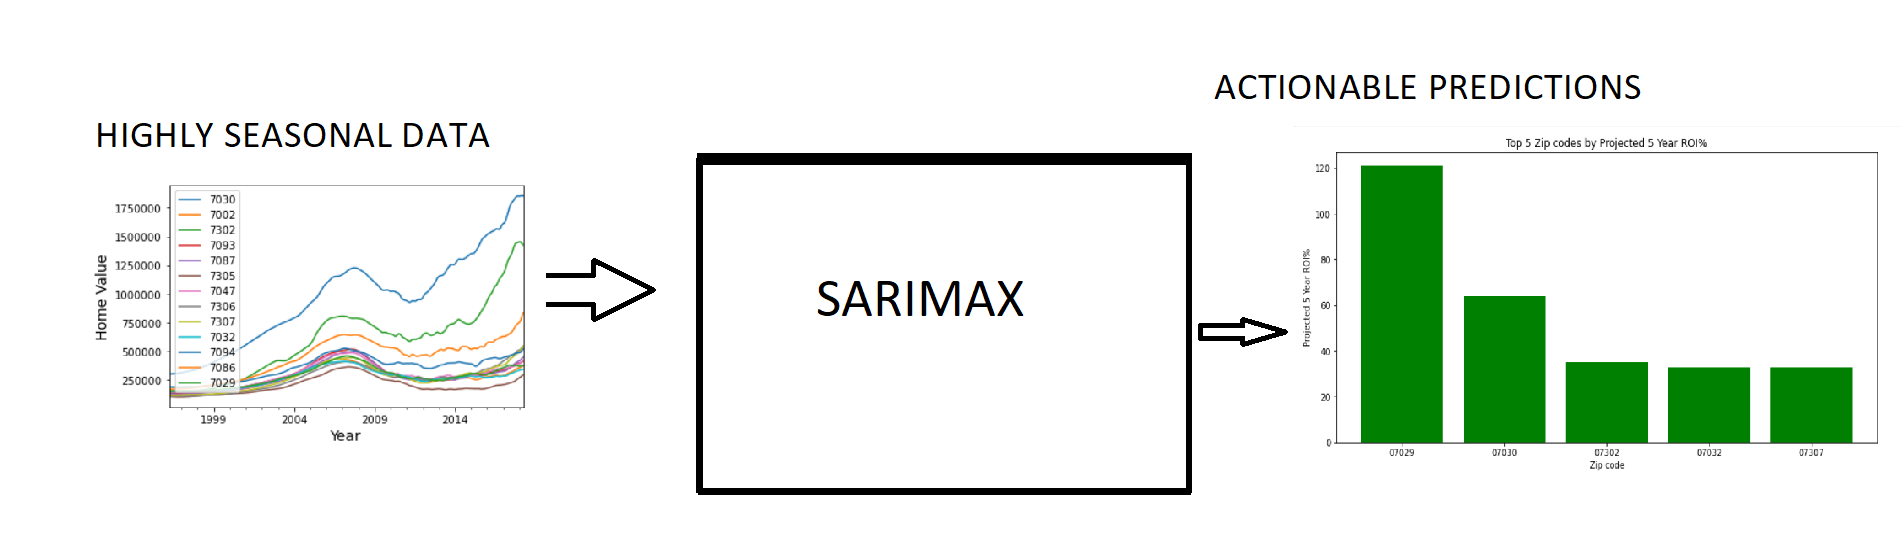 HIGHLY SEASONAL DATA
1750000
1500000
1250000
1000000
750000
500000
250000
Home Value
7030
7002
7302
7093
7087
7305
7047
7306
7307
7032
7094
7086
7029
1999 2004 2009 2014
Year
SARIMAX
ACTIONABLE PREDICTIONS
Top 5 Zip codes by Projected 5 Year ROI%
120
100
80
60
40
20
0
Projected 5 Year ROI%
07029 07030 07302 07032 07307
Zip code